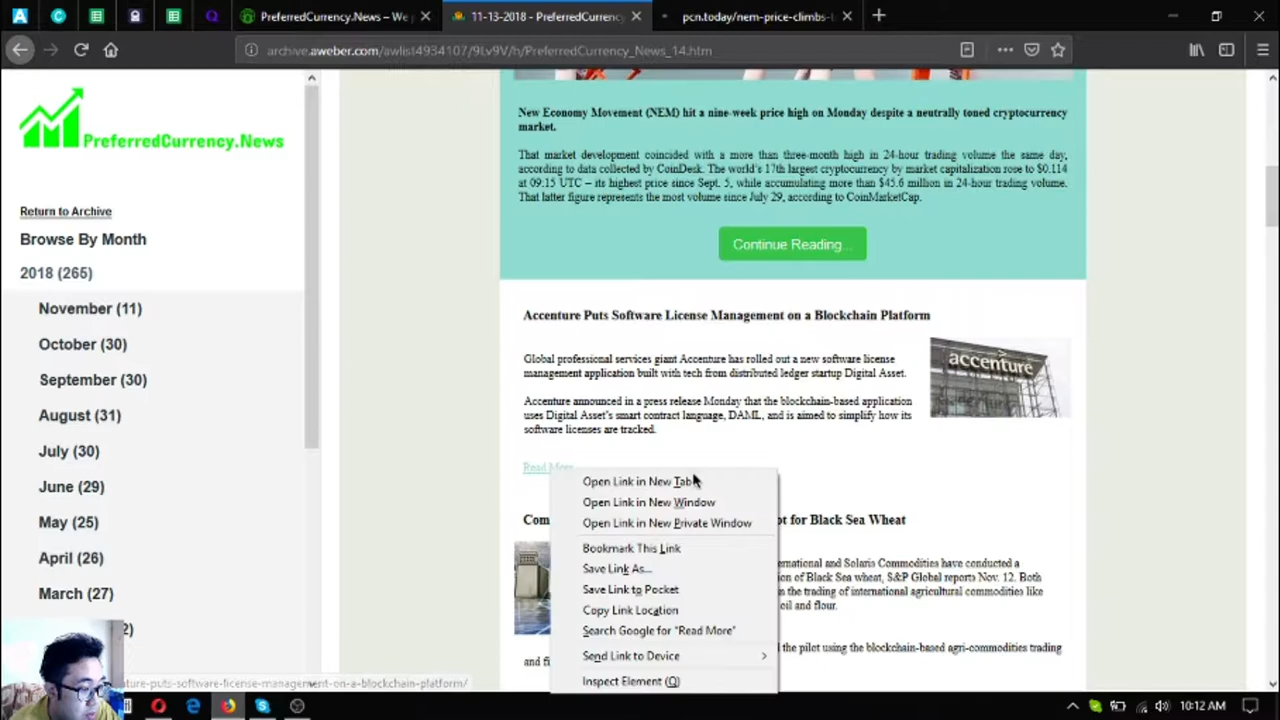 PreferredCurrency.News – We p
11-13-2018 - PreferredCurrency
pcn.today/nem-price-climbs-t
archive.aweber.com/awlist4934107/9Lv9V/h/PreferredCurrency_News_14.htm
PreferredCurrency.News
Return to Archive
Browse By Month
2018 (265)
November (11)
October (30)
September (30)
August (31)
July (30)
June (29)
May (25)
April (26)
March (27)
New Economy Movement (NEM) hit a nine-week price high on Monday despite a neutrally toned cryptocurrency
market.
That market development coincided with a more than three-month high in 24-hour trading volume the same day,
according to data collected by CoinDesk. The world's 17th largest cryptocurrency by market capitalization rose to $0.114
at 09:15 UTC – its highest price since Sept. 5, while accumulating more than $45.6 million in 24-hour trading volume.
That latter figure represents the most volume since July 29, according to CoinMarketCap.
Continue Reading...
Accenture Puts Software License Management on a Blockchain Platform
Global professional services giant Accenture has rolled out a new software license
management application built with tech from distributed ledger startup Digital Asset.
Accenture announced in a press release Monday that the blockchain-based application
uses Digital Asset's smart contract language, DAML, and is aimed to simplify how its
software licenses are tracked.
accenture
Read More
Open Link in New Tab
Open Link in New Window
Open Link in New Private Window
Bookmark This Link
Save Link As...
Save Link to Pocket
Copy Link Location
Search Google for "Read More"
Send Link to Device
Inspect Element (Q)
Com
ot for Black Sea Wheat
ernational and Solaris Commodities have conducted a
on of Black Sea wheat, S&P Global reports Nov. 12. Both
n the trading of international agricultural commodities like
oil and flour.
d the pilot using the blockchain-based agri-commodities trading
and fi
ture-puts-software-license-management-on-a-blockchain-platform/
10:12 AM